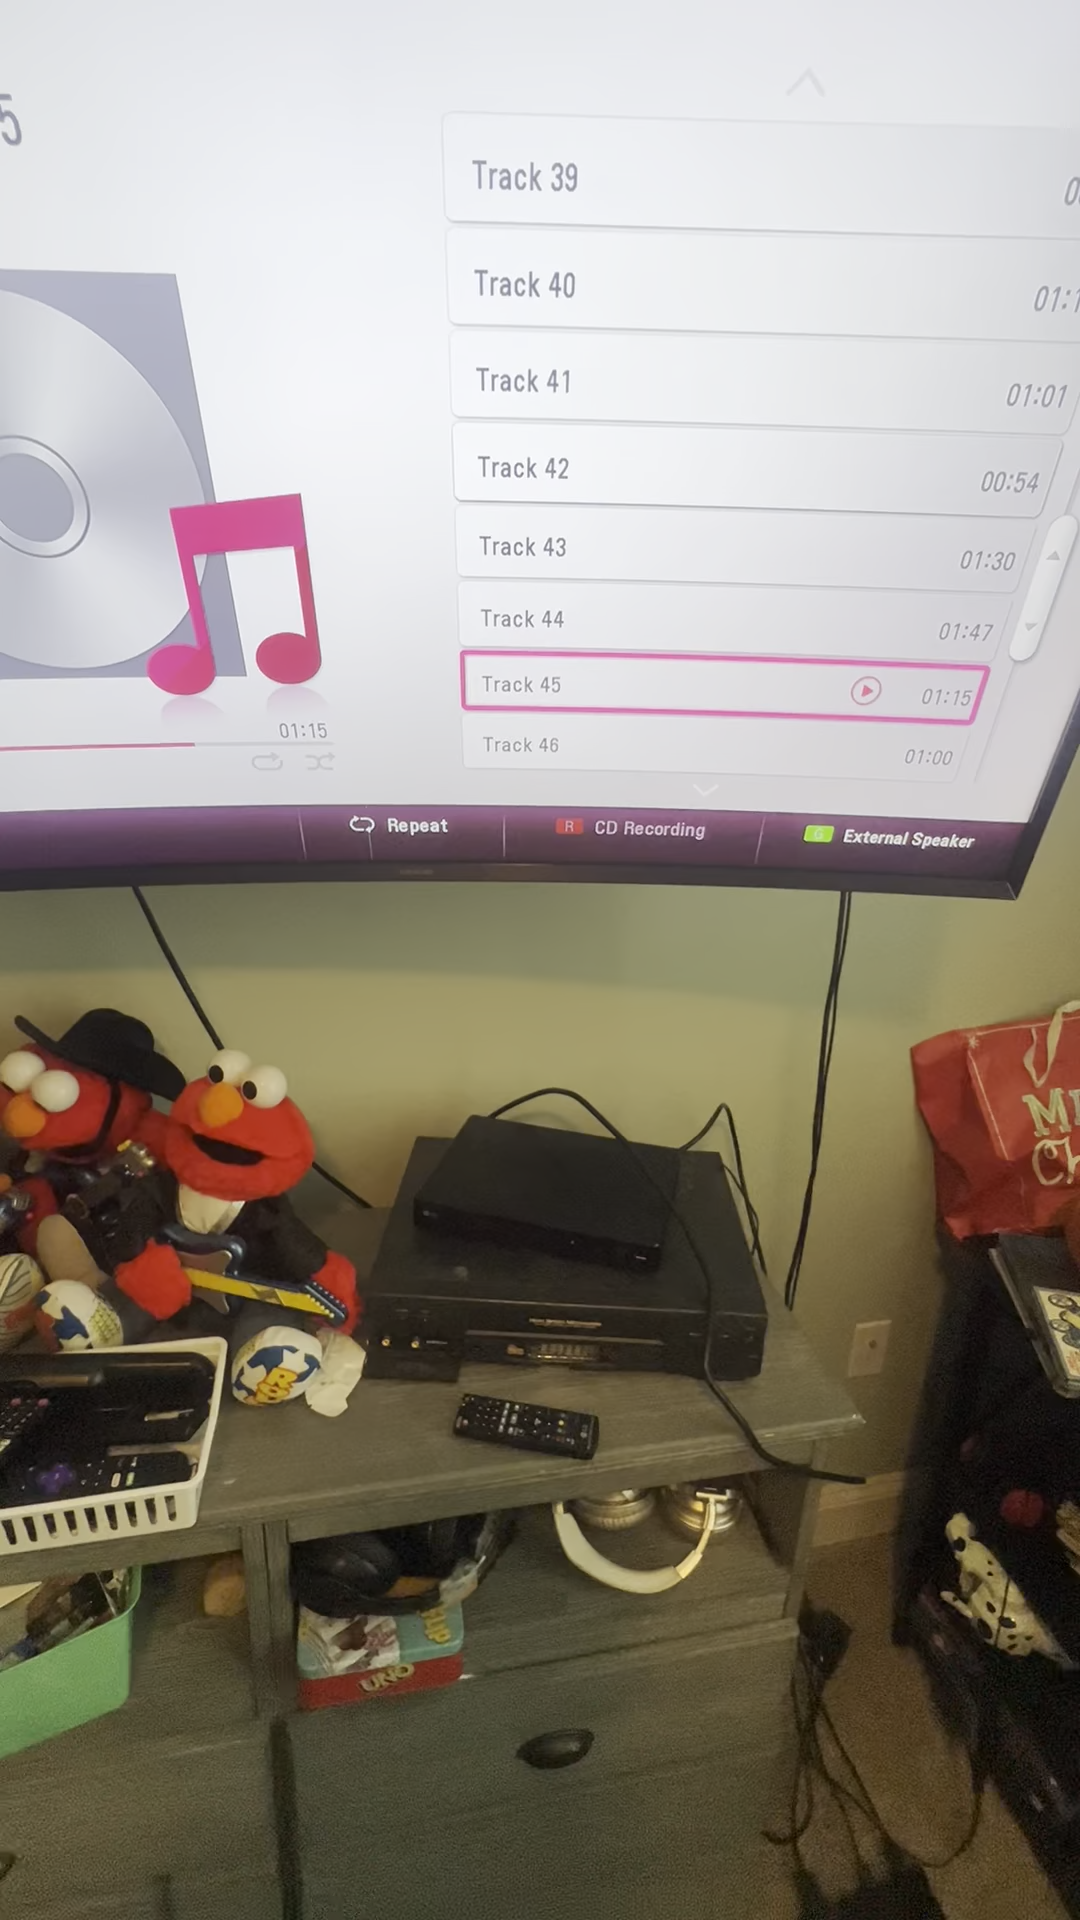 5
Track 39
Track 40
Track 41
01:01
Track 42
00:54
Track 43
01:30
Track 44
01:47
Track 45
01:15
Track 46
01:00
01:15
Repeat
R CD Recording
G External Speaker
UNO